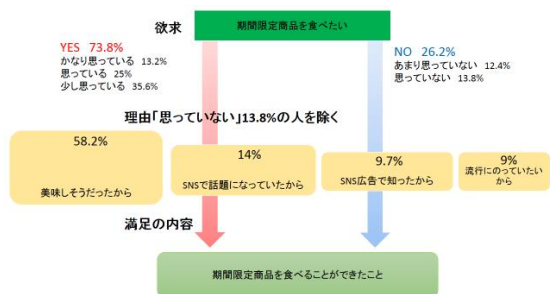 欲求
期間限定商品を食べたい
YES 73.8%
かなり思っている 13.2%
思っている 25%
少し思っている 35.6%
NO 26.2%
あまり思っていない 12.4%
思っていない 13.8%
理由「思っていない」13.8%の人を除く
58.2%
美味しそうだったから
14%
SNSで話題になっていたから
9.7%
SNS広告で知ったから
9%
流行にのっていたい
から
満足の内容
期間限定商品を食べることができたこと